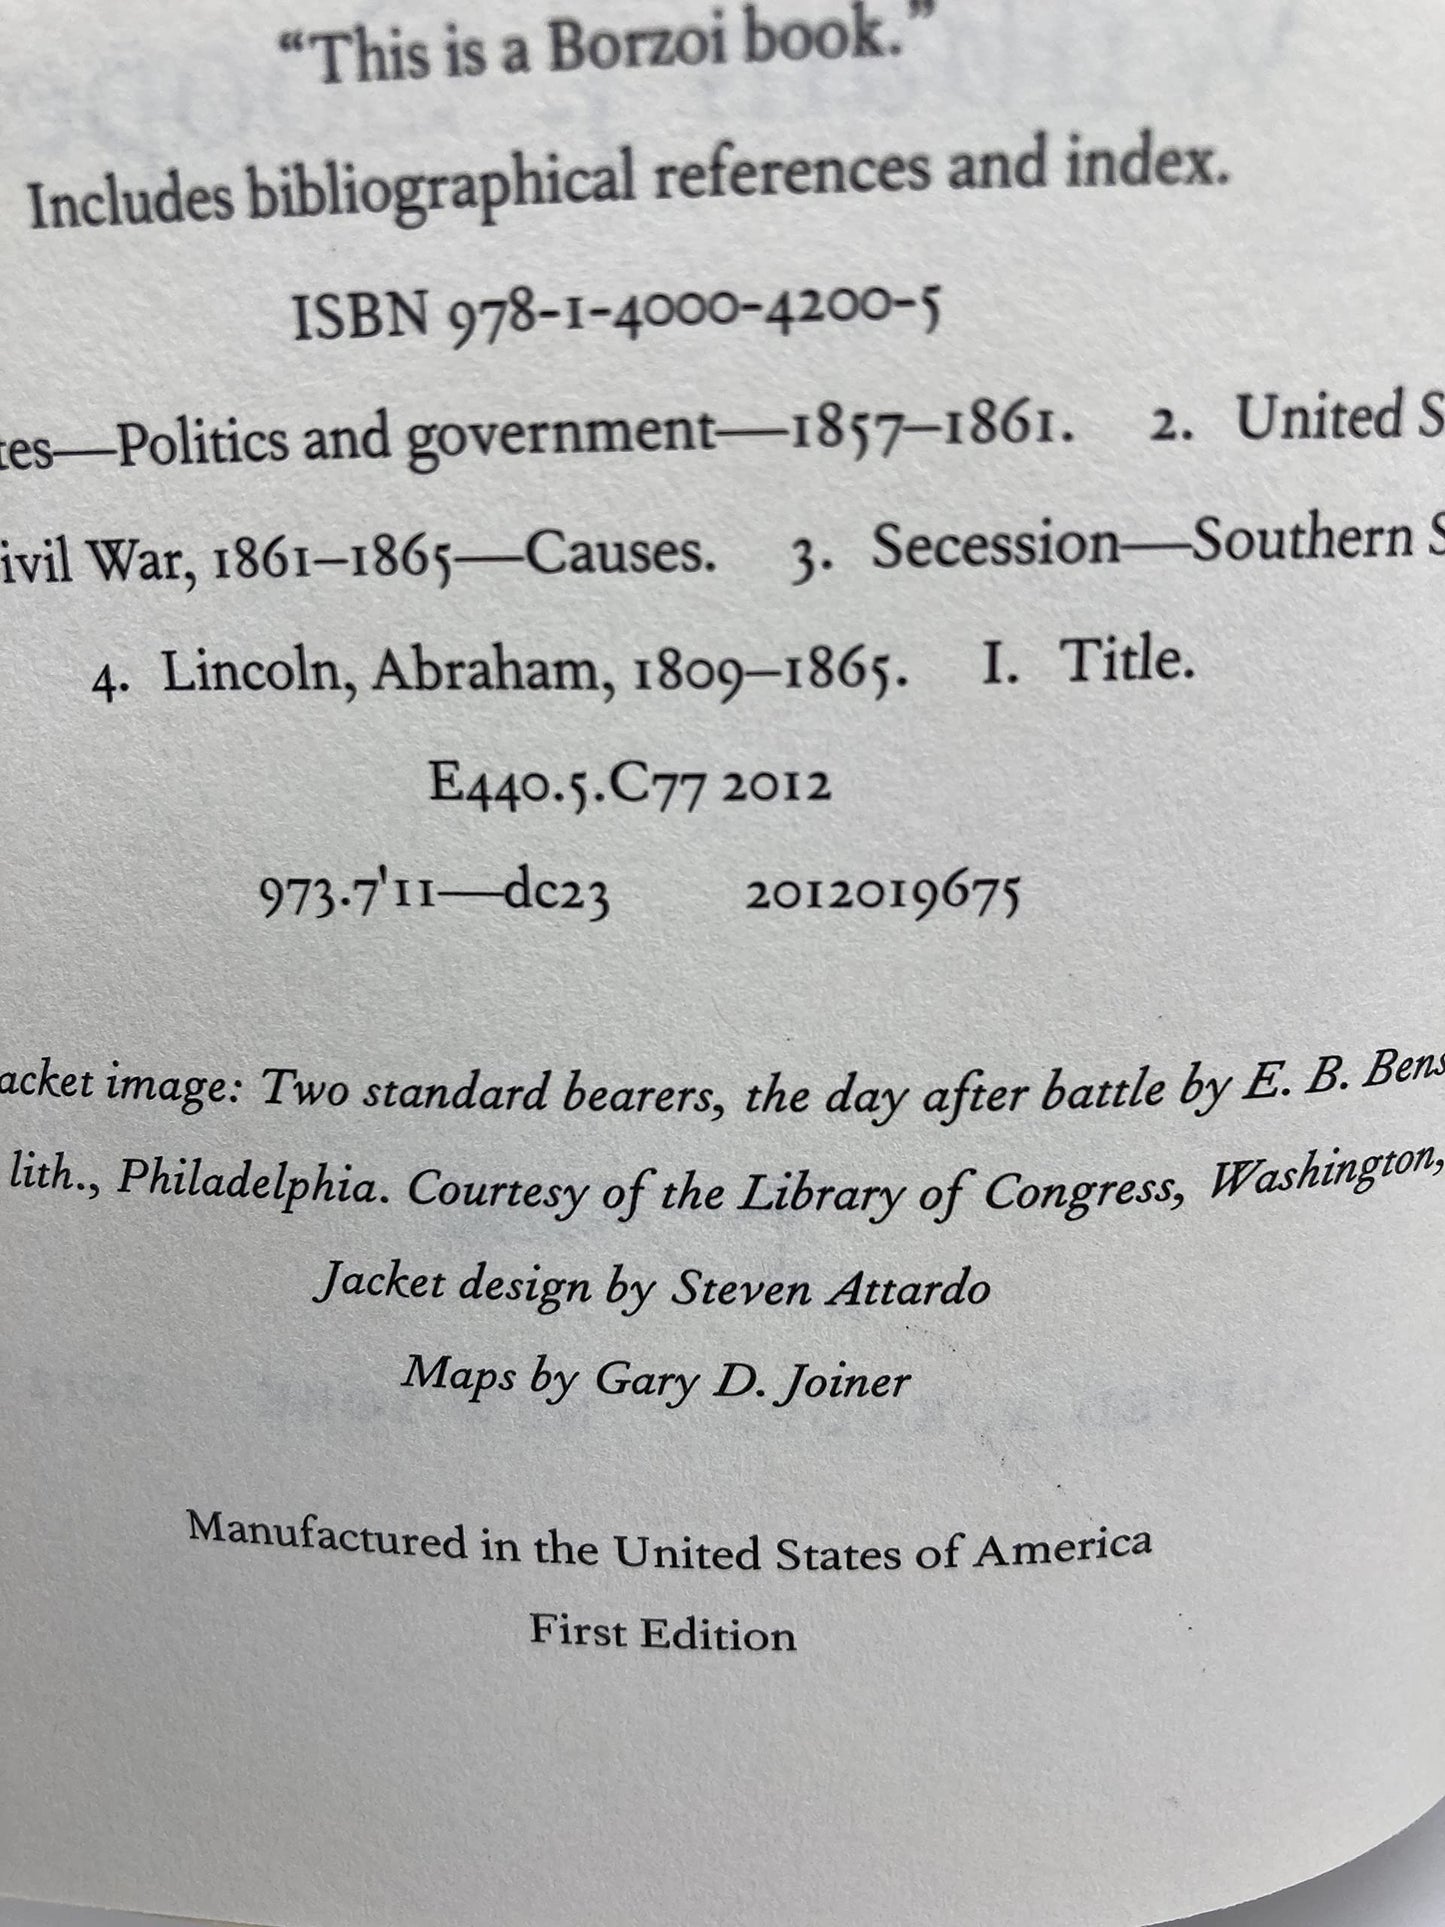 “This is a Borzoi book.”
Includes bibliographical references and index.
ISBN 978-1-4000-4200-5
tes—Politics and government—1857–1861. 2. United S
ivil War, 1861–1865—Causes. 3. Secession—Southern S
4. Lincoln, Abraham, 1809–1865. I. Title.
E440.5.C77 2012
973.7'11—dc23 2012019675
acket image: Two standard bearers, the day after battle by E. B. Bens
lith., Philadelphia. Courtesy of the Library of Congress, Washington,
Jacket design by Steven Attardo
Maps by Gary D. Joiner
Manufactured in the United States of America
First Edition